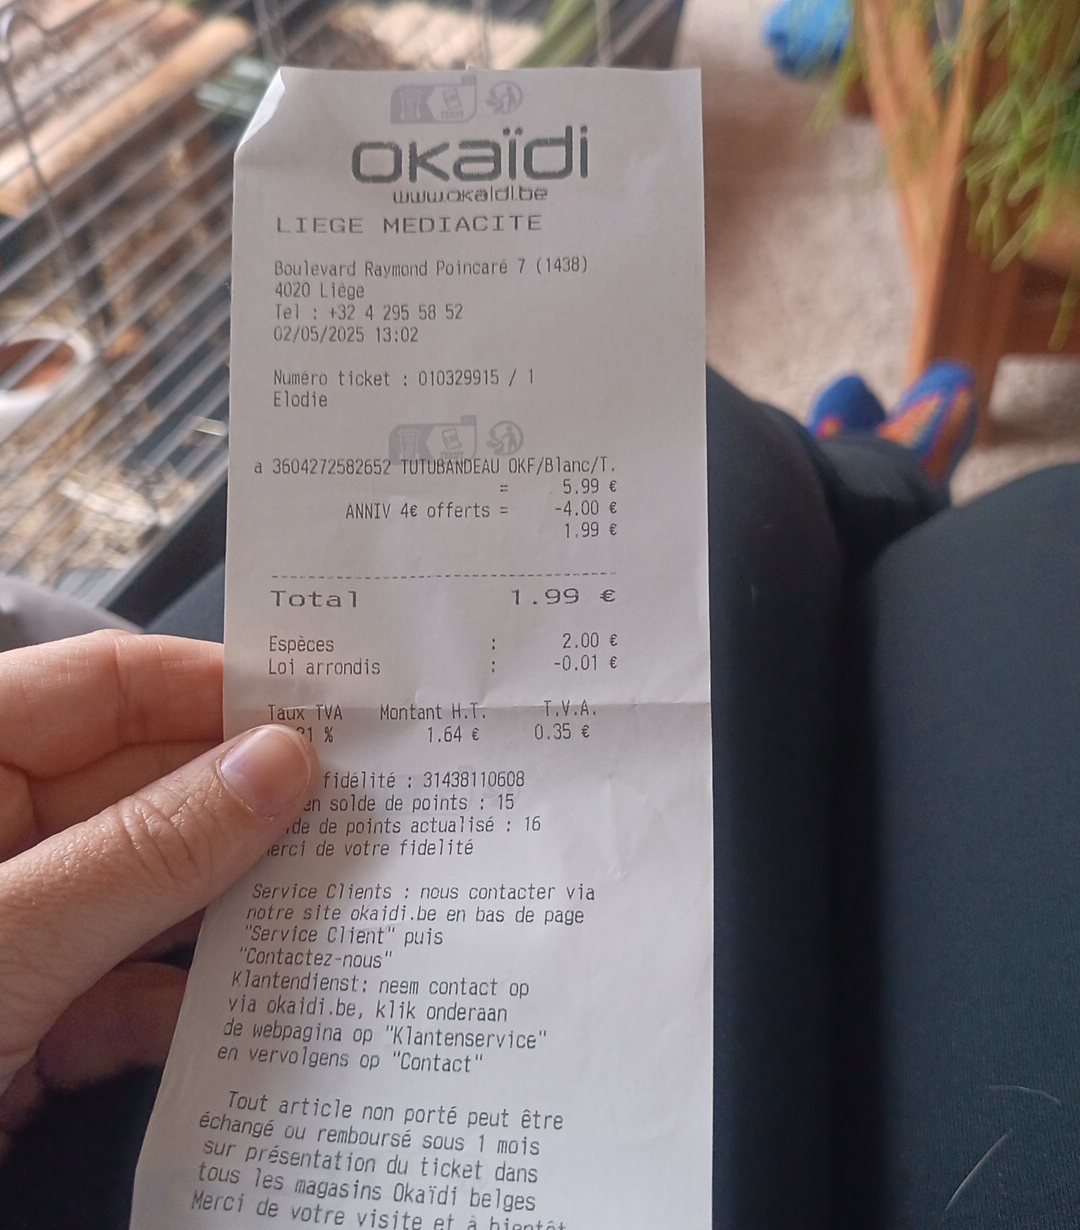 okaïdi
www.okaidi.be
LIEGE MEDIACITE
Boulevard Raymond Poincaré 7 (1438)
4020 Liège
Tel : +32 4 295 58 52
02/05/2025 13:02
Numéro ticket : 010329915 / 1
Elodie
a 3604272582652 TUTUBANDEAU OKF/Blanc/T.
= 5.99 €
ANNIV 4€ offerts = -4.00 €
1.99 €
Total 1.99 €
Espèces : 2.00 €
Loi arrondis : -0.01 €
Taux TVA Montant H.T. T.V.A.
21 % 1.64 € 0.35 €
fidélité : 31438110608
en solde de points : 15
de points actualisé : 16
erci de votre fidelité
Service Clients : nous contacter via
notre site okaidi.be en bas de page
"Service Client" puis
"Contactez-nous"
Klantendienst: neem contact op
via okaidi.be, klik onderaan
de webpagina op "Klantenservice"
en vervolgens op "Contact"
Tout article non porté peut être
échangé ou remboursé sous 1 mois
sur présentation du ticket dans
tous les magasins Okaïdi belges
Merci de votre visite et à bientôt